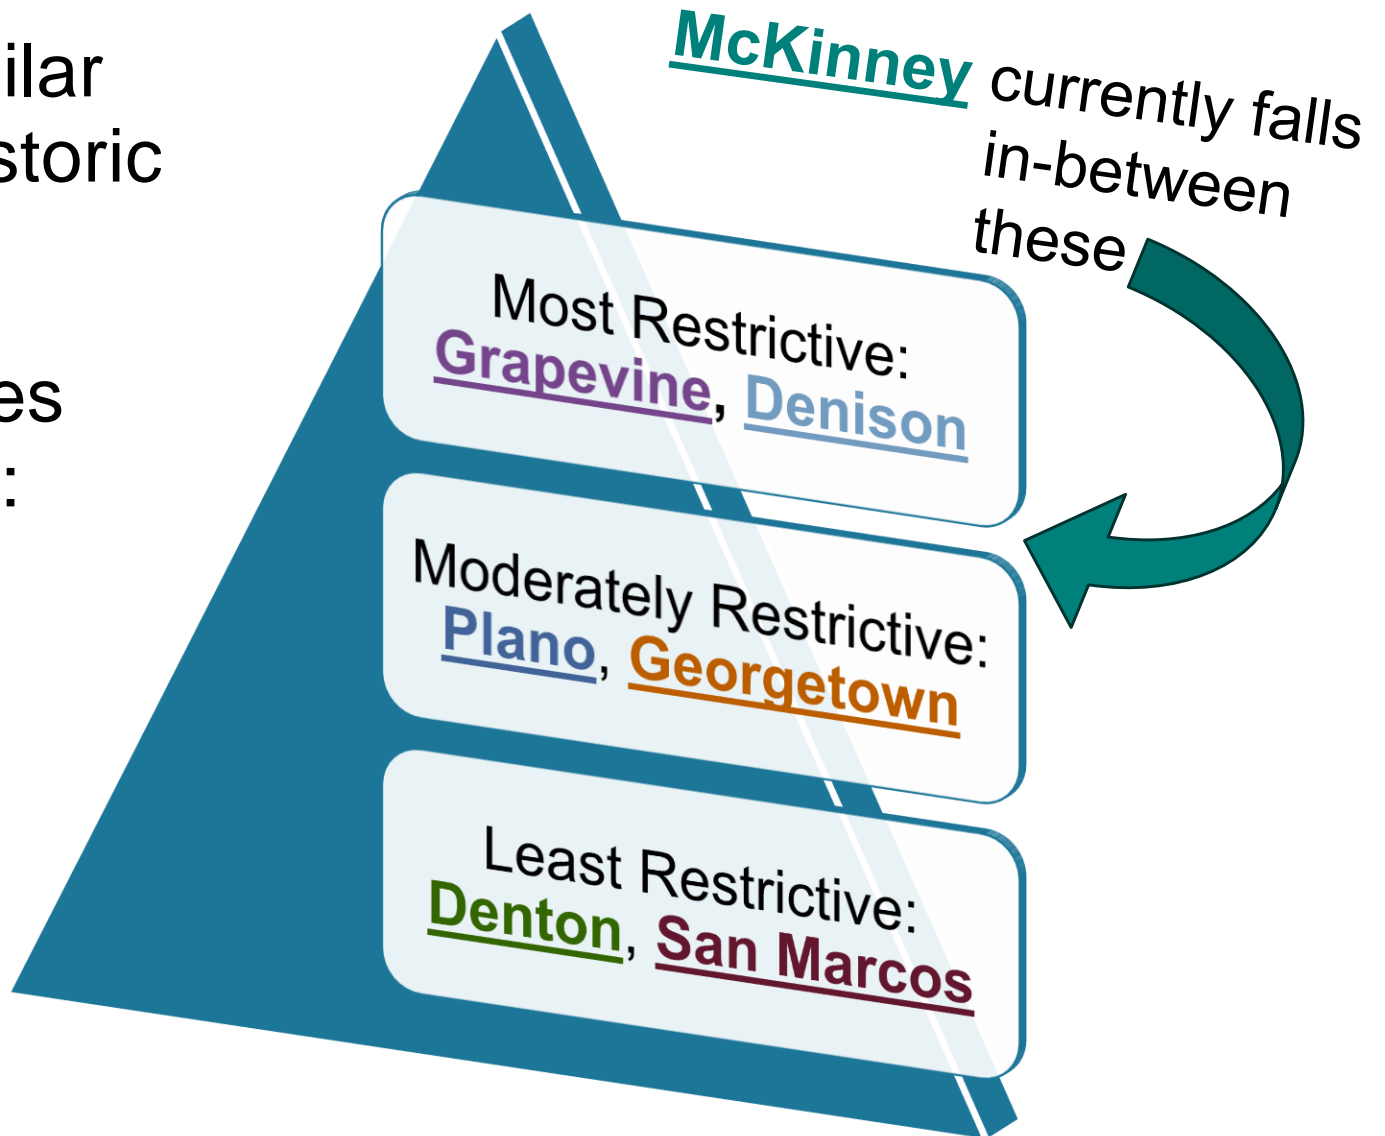 ilar
storic
es
:
McKinney currently falls
in-between
these
Most Restrictive:
Grapevine, Denison
Moderately Restrictive:
Plano, Georgetown
Least Restrictive:
Denton, San Marcos